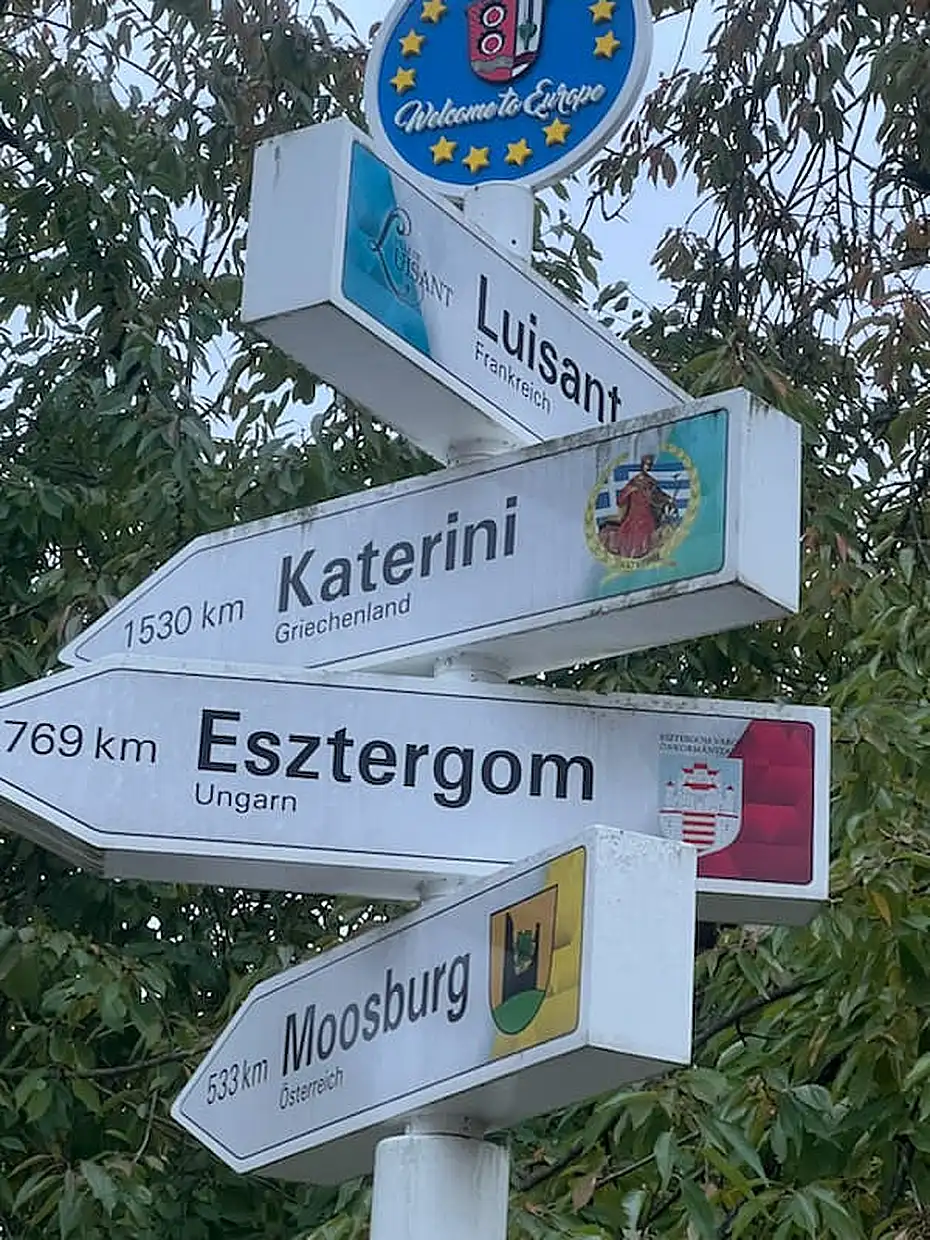 Welcome to Europe
LUISANT
Luisant
Frankreich
Katerini
1530 km
Griechenland
769 km
Esztergom
Ungarn
Moosburg
533 km
Österreich